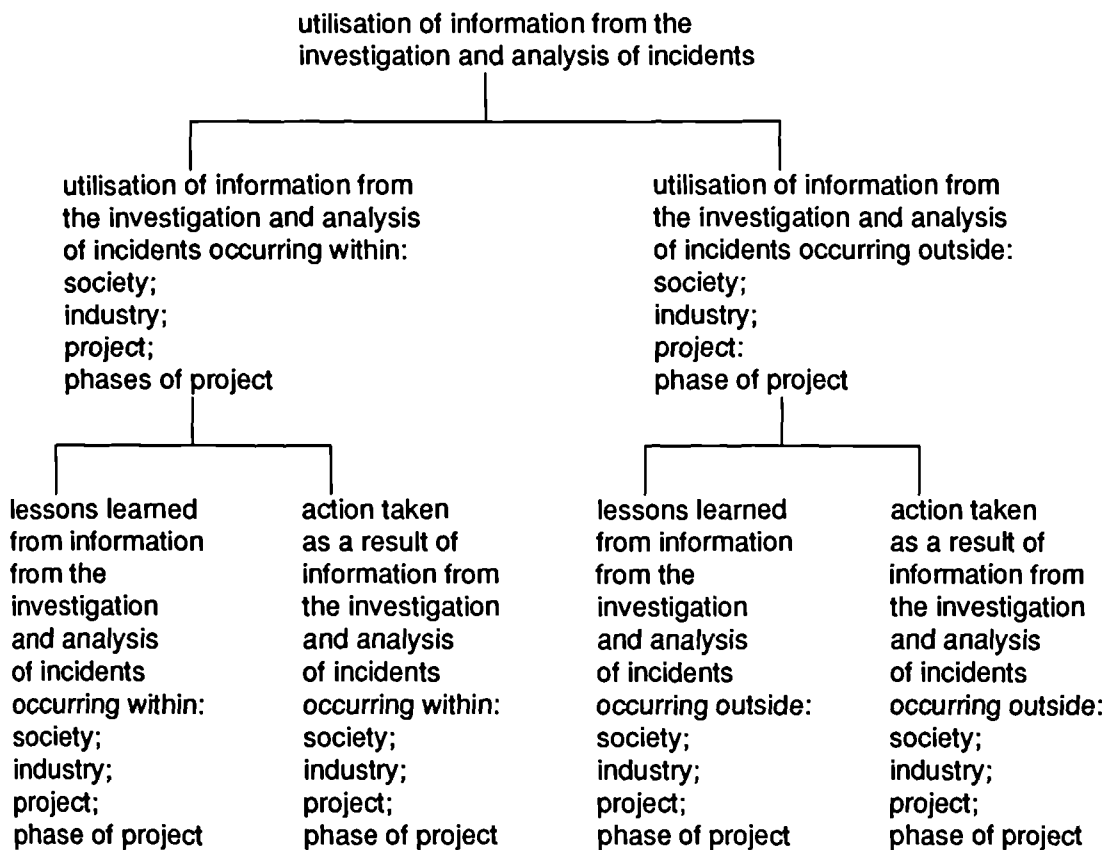 utilisation of information from the
investigation and analysis of incidents
utilisation of information from
the investigation and analysis
of incidents occurring within:
society;
industry;
project;
phases of project
utilisation of information from
the investigation and analysis
of incidents occurring outside:
society;
industry;
project:
phase of project
lessons learned
from information
from the
investigation
and analysis
of incidents
occurring within:
society;
industry;
project;
phase of project
action taken
as a result of
information from
the investigation
and analysis
of incidents
occurring within:
society;
industry;
project;
phase of project
lessons learned
from information
from the
investigation
and analysis
of incidents
occurring outside:
society;
industry;
project;
phase of project
action taken
as a result of
information from
the investigation
and analysis
of incidents
occurring outside:
society;
industry;
project;
phase of project